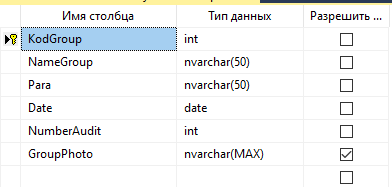 Имя столбца Тип данных Разрешить ...
KodGroup int
NameGroup nvarchar(50)
Para nvarchar(50)
Date date
NumberAudit int
GroupPhoto nvarchar(MAX)